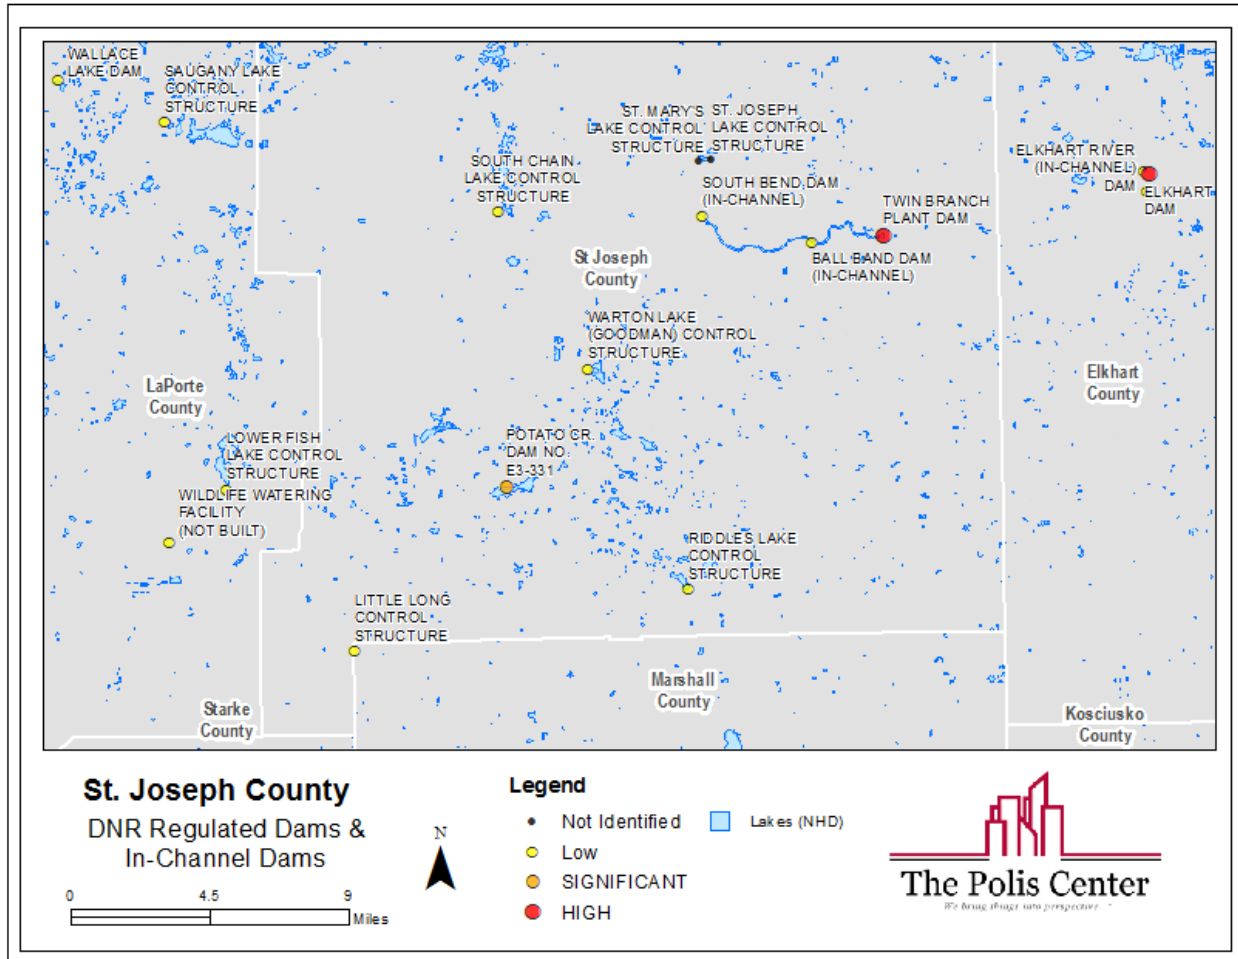 WALLACE
LAKE DAM
SAUGANY LAKE
CONTROL
STRUCTURE
ST. MARY'S
LAKE CONTROL
STRUCTURE
ST. JOSEPH
LAKE CONTROL
STRUCTURE
SOUTH CHAIN
LAKE CONTROL
STRUCTURE
SOUTH BEND DAM
(IN-CHANNEL)
TWIN BRANCH
PLANT DAM
ELKHART RIVER
(IN-CHANNEL)
DAM
ELKHART
DAM
BALL BAND DAM
(IN-CHANNEL)
St Joseph
County
WARTON LAKE
(GOODMAN) CONTROL
STRUCTURE
LaPorte
County
Elkhart
County
LOWER FISH
LAKE CONTROL
STRUCTURE
WILDLIFE WATERING
FACILITY
(NOT BUILT)
POTATO CR.
DAM NO.
E3-331
RIDDLES LAKE
CONTROL
STRUCTURE
LITTLE LONG
CONTROL
STRUCTURE
Marshall
County
Starke
County
Kosciusko
County
St. Joseph County
DNR Regulated Dams &
In-Channel Dams
0 4.5 9
Miles
N
Legend
Not Identified
Low
SIGNIFICANT
HIGH
Lakes (NHD)
The Polis Center
We bring things into perspective.